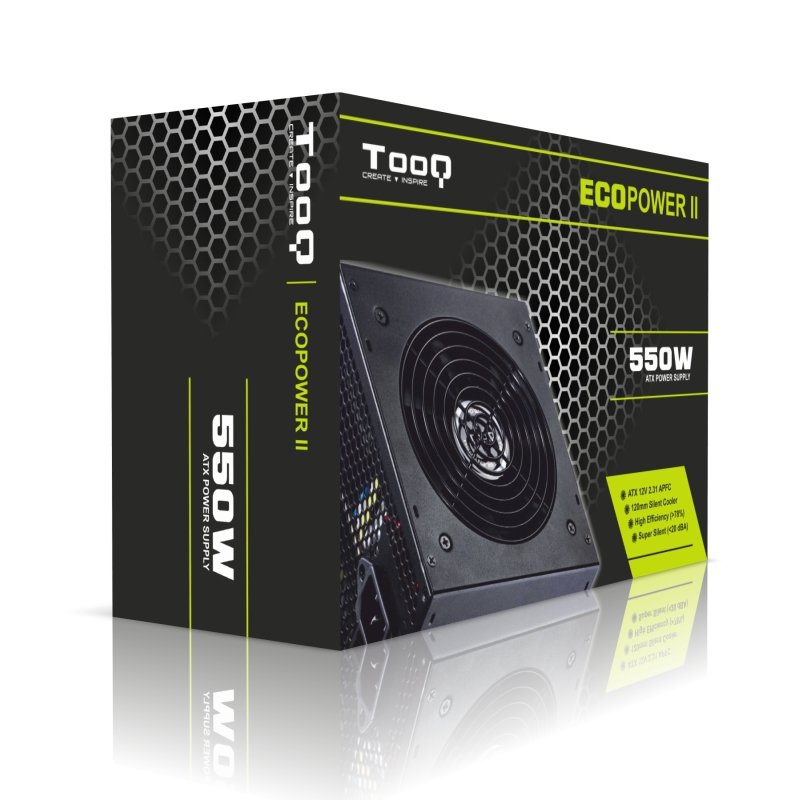 TooQ
CREATE ▾ INSPIRE
ECOPOWER II
550W
ATX POWER SUPPLY
TooQ
CREATE ▾ INSPIRE
ECOPOWER II
550W
ATX POWER SUPPLY
ATX 12V 2.31 APFC
120mm Silent Cooler
High Efficiency (>78%)
Super Silent (<20 dBA)